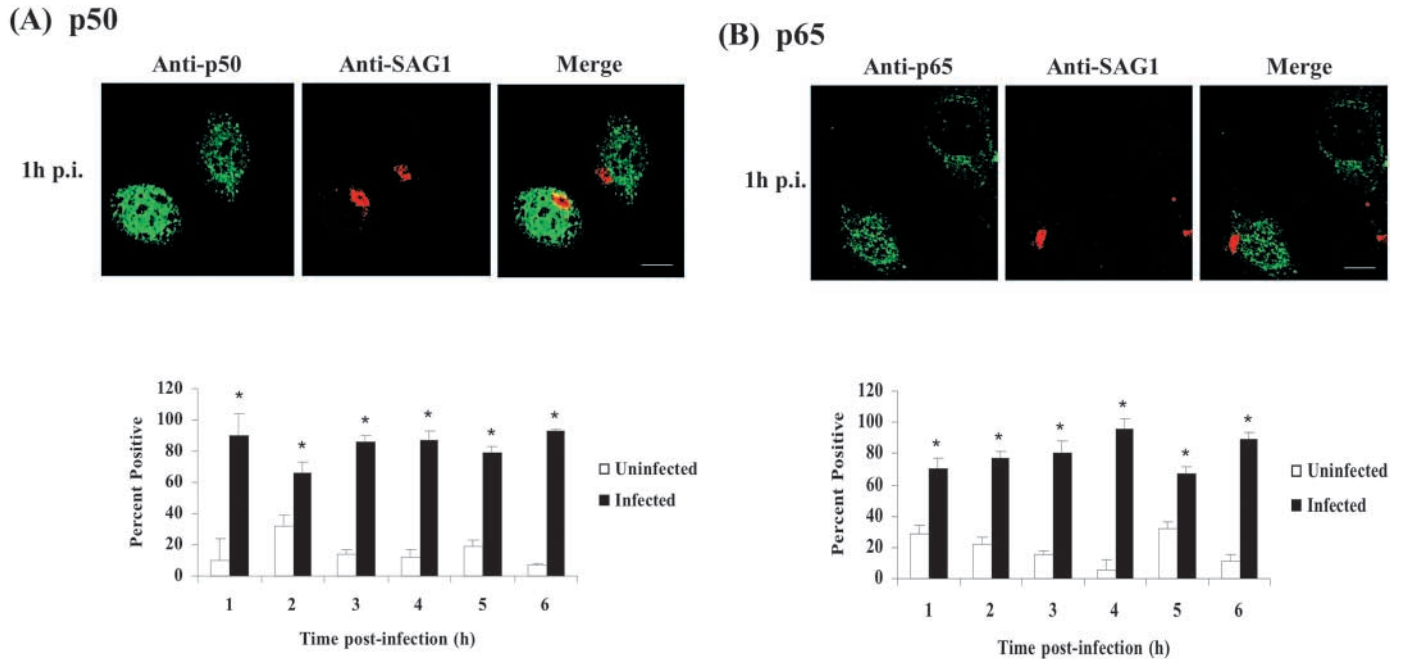 (A) p50
Anti-p50 Anti-SAG1 Merge
1h p.i.
120
100
80
60
40
20
0
Percent Positive
* * * * * *
Uninfected
Infected
1 2 3 4 5 6
Time post-infection (h)
(B) p65
Anti-p65 Anti-SAG1 Merge
1h p.i.
120
100
80
60
40
20
0
Percent Positive
* * * * * *
Uninfected
Infected
1 2 3 4 5 6
Time post-infection (h)